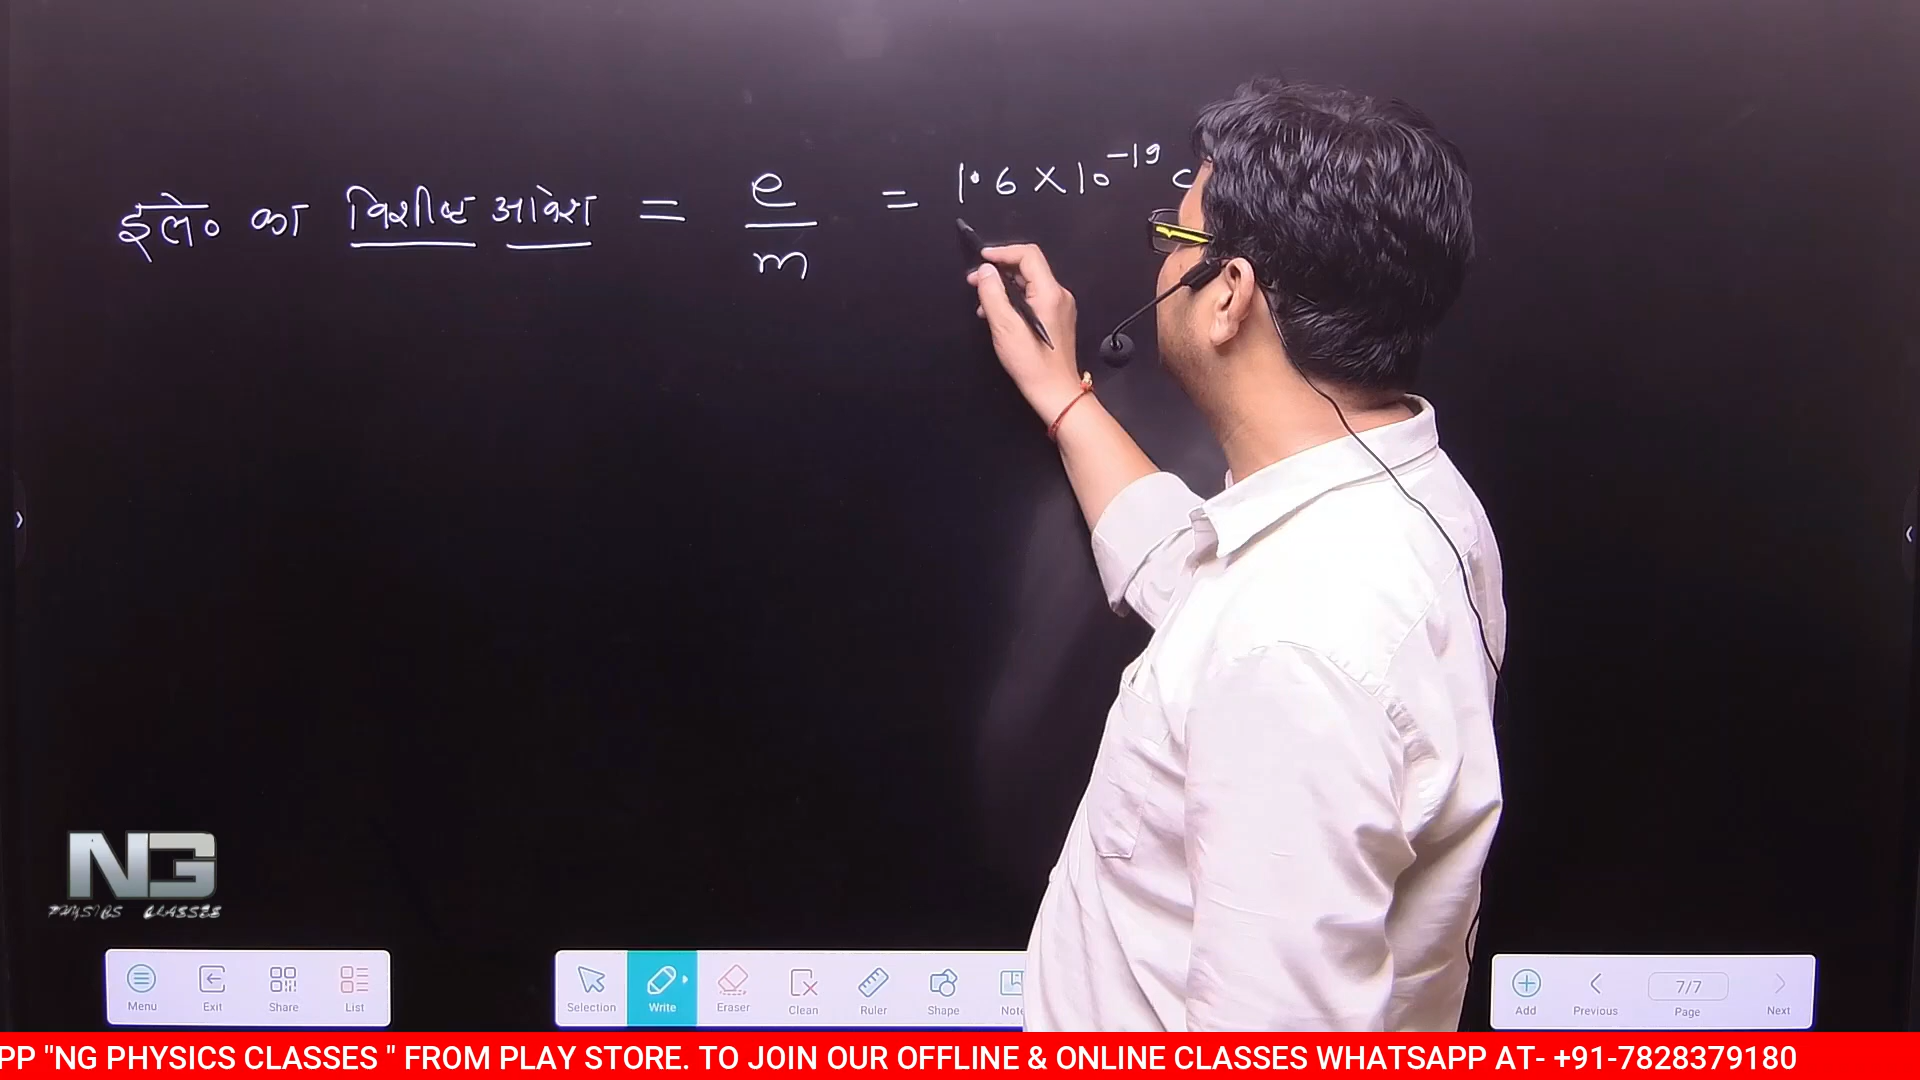 इले० का विशीष्ट आवेश = e/m = 1.6 × 10⁻¹⁹ c
NG
PHYSICS CLASSES
Menu Exit Share List Selection Write Eraser Clean Ruler Shape Add Previous 7/7 Page Next
PP "NG PHYSICS CLASSES " FROM PLAY STORE. TO JOIN OUR OFFLINE & ONLINE CLASSES WHATSAPP AT- +91-7828379180